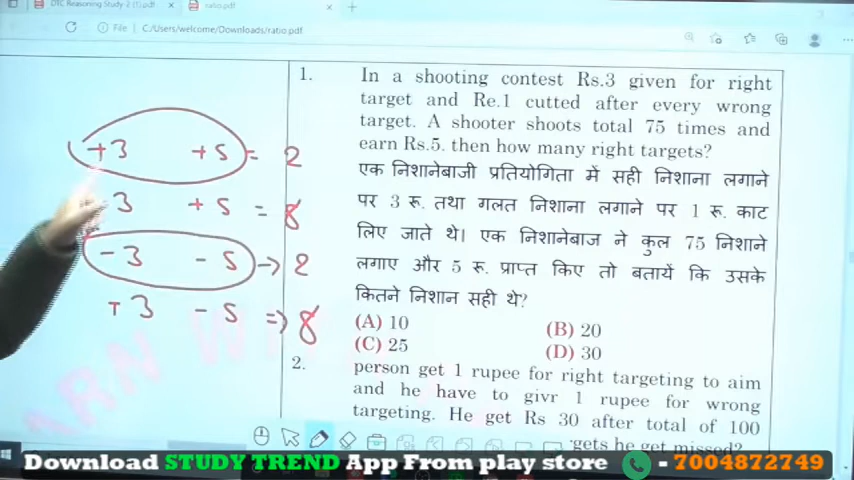 DTC Reasoning Study-2 (1).pdf
ratio.pdf
File | C:/Users/welcome/Downloads/ratio.pdf
1. In a shooting contest Rs.3 given for right
target and Re.1 cutted after every wrong
target. A shooter shoots total 75 times and
earn Rs.5. then how many right targets?
एक निशानेबाजी प्रतियोगिता में सही निशाना लगाने
पर 3 रू. तथा गलत निशाना लगाने पर 1 रू. काट
लिए जाते थे। एक निशानेबाज ने कुल 75 निशाने
लगाए और 5 रू. प्राप्त किए तो बतायें कि उसके
कितने निशान सही थे?
(A) 10 (B) 20
(C) 25 (D) 30
2. person get 1 rupee for right targeting to aim
and he have to givr 1 rupee for wrong
targeting. He get Rs 30 after total of 100
gets he get missed?
+3 +5 = 2
3 +5 = 8
-3 -5 → 2
+3 -5 ⇒ 8
Download STUDY TREND App From play store - 7004872749